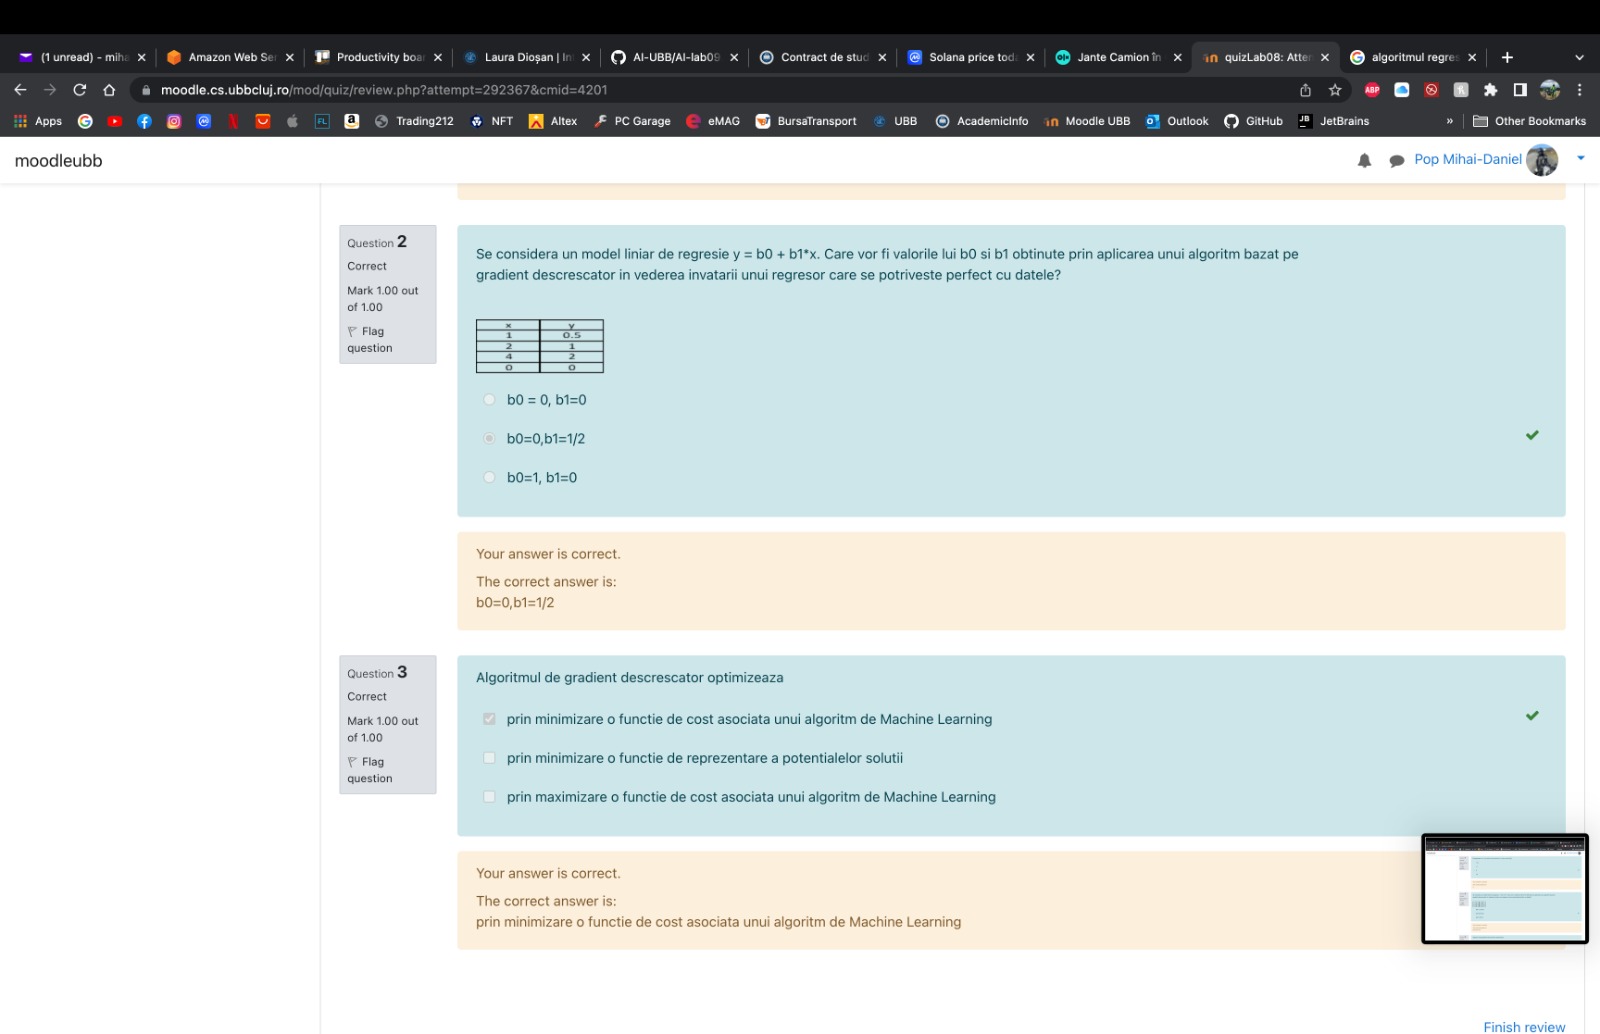 (1 unread) - miha
Amazon Web Ser
Productivity boar
Laura Dioșan | In
AI-UBB/AI-lab09
Contract de stud
Solana price toda
Jante Camion în
quizLab08: Atter
algoritmul regres
moodle.cs.ubbcluj.ro/mod/quiz/review.php?attempt=292367&cmid=4201
Apps
Trading212
NFT
Altex
PC Garage
eMAG
BursaTransport
UBB
AcademicInfo
Moodle UBB
Outlook
GitHub
JetBrains
»
Other Bookmarks
moodleubb
Pop Mihai-Daniel
Question 2
Correct
Mark 1.00 out
of 1.00
Flag
question
Se considera un model liniar de regresie y = b0 + b1*x. Care vor fi valorile lui b0 si b1 obtinute prin aplicarea unui algoritm bazat pe
gradient descrescator in vederea invatarii unui regresor care se potriveste perfect cu datele?
x y
1 0.5
2 1
4 2
0 0
b0 = 0, b1=0
b0=0,b1=1/2
b0=1, b1=0
Your answer is correct.
The correct answer is:
b0=0,b1=1/2
Question 3
Correct
Mark 1.00 out
of 1.00
Flag
question
Algoritmul de gradient descrescator optimizeaza
prin minimizare o functie de cost asociata unui algoritm de Machine Learning
prin minimizare o functie de reprezentare a potentialelor solutii
prin maximizare o functie de cost asociata unui algoritm de Machine Learning
Your answer is correct.
The correct answer is:
prin minimizare o functie de cost asociata unui algoritm de Machine Learning
Finish review